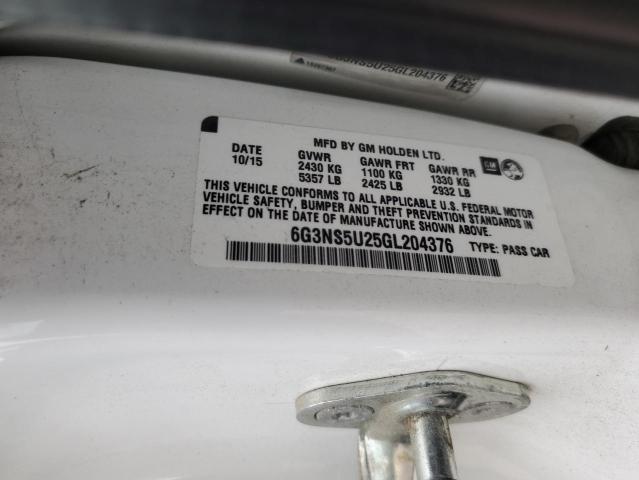 6G3NS5U25GL204376
MFD BY GM HOLDEN LTD.
DATE GVWR GAWR FRT GAWR RR
10/15 2430 KG 1100 KG 1330 KG
5357 LB 2425 LB 2932 LB
GM
THIS VEHICLE CONFORMS TO ALL APPLICABLE U.S. FEDERAL MOTOR
VEHICLE SAFETY, BUMPER AND THEFT PREVENTION STANDARDS IN
EFFECT ON THE DATE OF MANUFACTURE SHOWN ABOVE.
6G3NS5U25GL204376 TYPE: PASS CAR